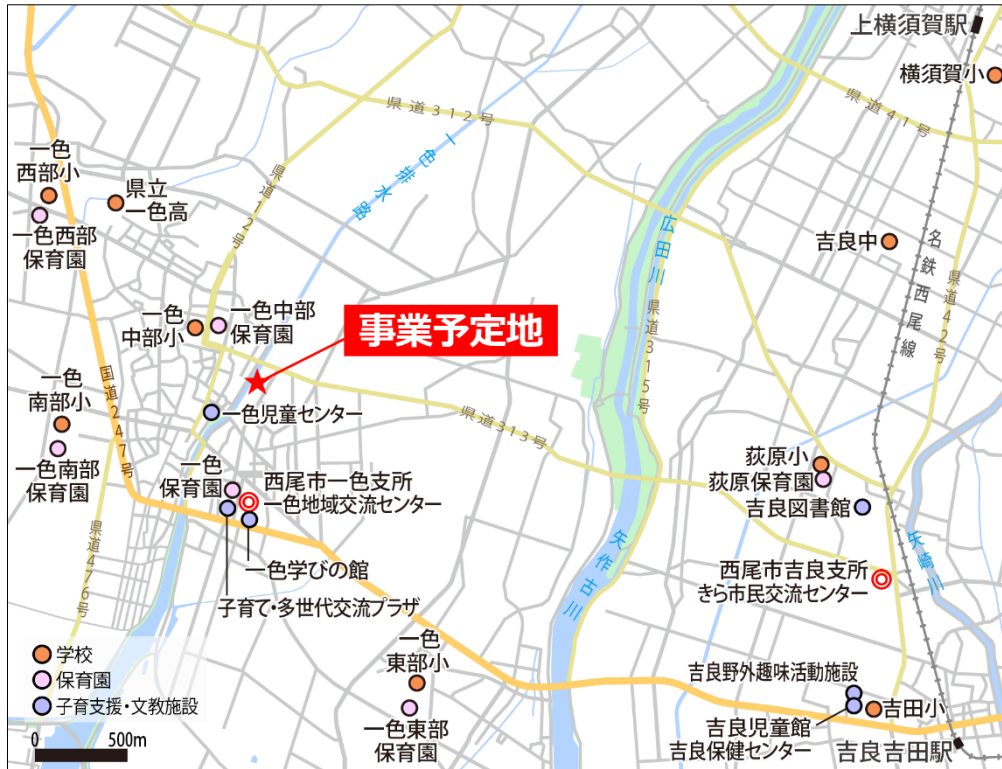 上横須賀駅
横須賀小
県道312号
県道41号
一色排水路
県道12号
一色
西部小
県立
一色高
一色西部
保育園
広田川
吉良中
名鉄西尾線
県道42号
県道315号
一色
中部小
一色中部
保育園
事業予定地
国道247号
一色
南部小
一色児童センター
県道313号
一色南部
保育園
一色
保育園
西尾市一色支所
一色地域交流センター
荻原小
荻原保育園
吉良図書館
矢崎川
一色学びの館
矢作古川
西尾市吉良支所
きら市民交流センター
県道476号
子育て・多世代交流プラザ
一色
東部小
一色東部
保育園
吉良野外趣味活動施設
吉田小
吉良児童館
吉良保健センター
吉良吉田駅
学校
保育園
子育支援・文教施設
0 500m